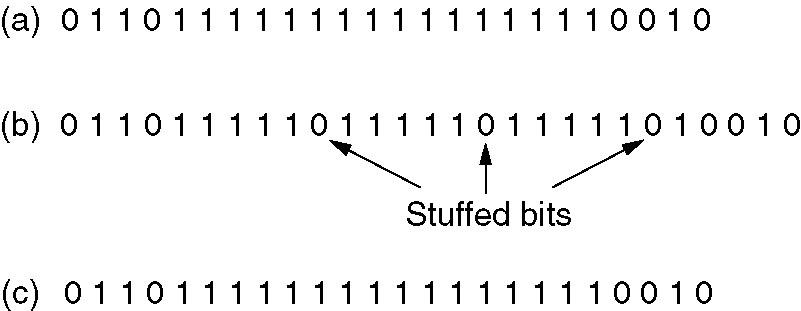 (a) 0 1 1 0 1 1 1 1 1 1 1 1 1 1 1 1 1 1 1 1 0 0 1 0
(b) 0 1 1 0 1 1 1 1 1 0 1 1 1 1 1 0 1 1 1 1 1 0 1 0 0 1 0
Stuffed bits
(c) 0 1 1 0 1 1 1 1 1 1 1 1 1 1 1 1 1 1 1 1 0 0 1 0